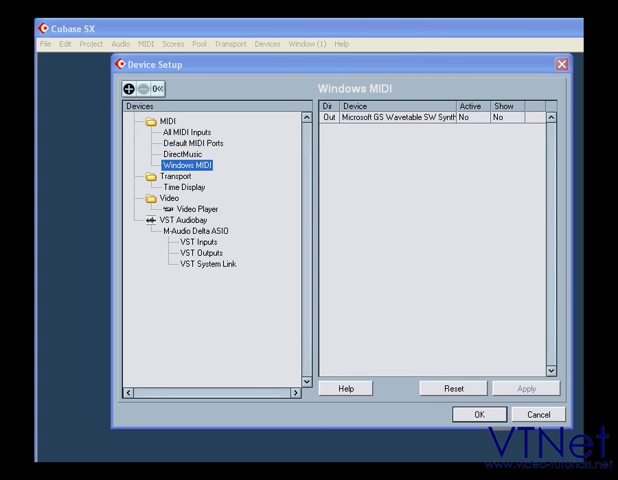 Cubase SX
File Edit Project Audio MIDI Scores Pool Transport Devices Window (1) Help
Device Setup
Windows MIDI
Devices
MIDI
All MIDI Inputs
Default MIDI Ports
DirectMusic
Windows MIDI
Transport
Time Display
Video
Video Player
VST Audiobay
M-Audio Delta ASIO
VST Inputs
VST Outputs
VST System Link
Dir Device Active Show
Out Microsoft GS Wavetable SW Synth No No
Help Reset Apply
OK Cancel
VTNet
www.video-tutorials.net